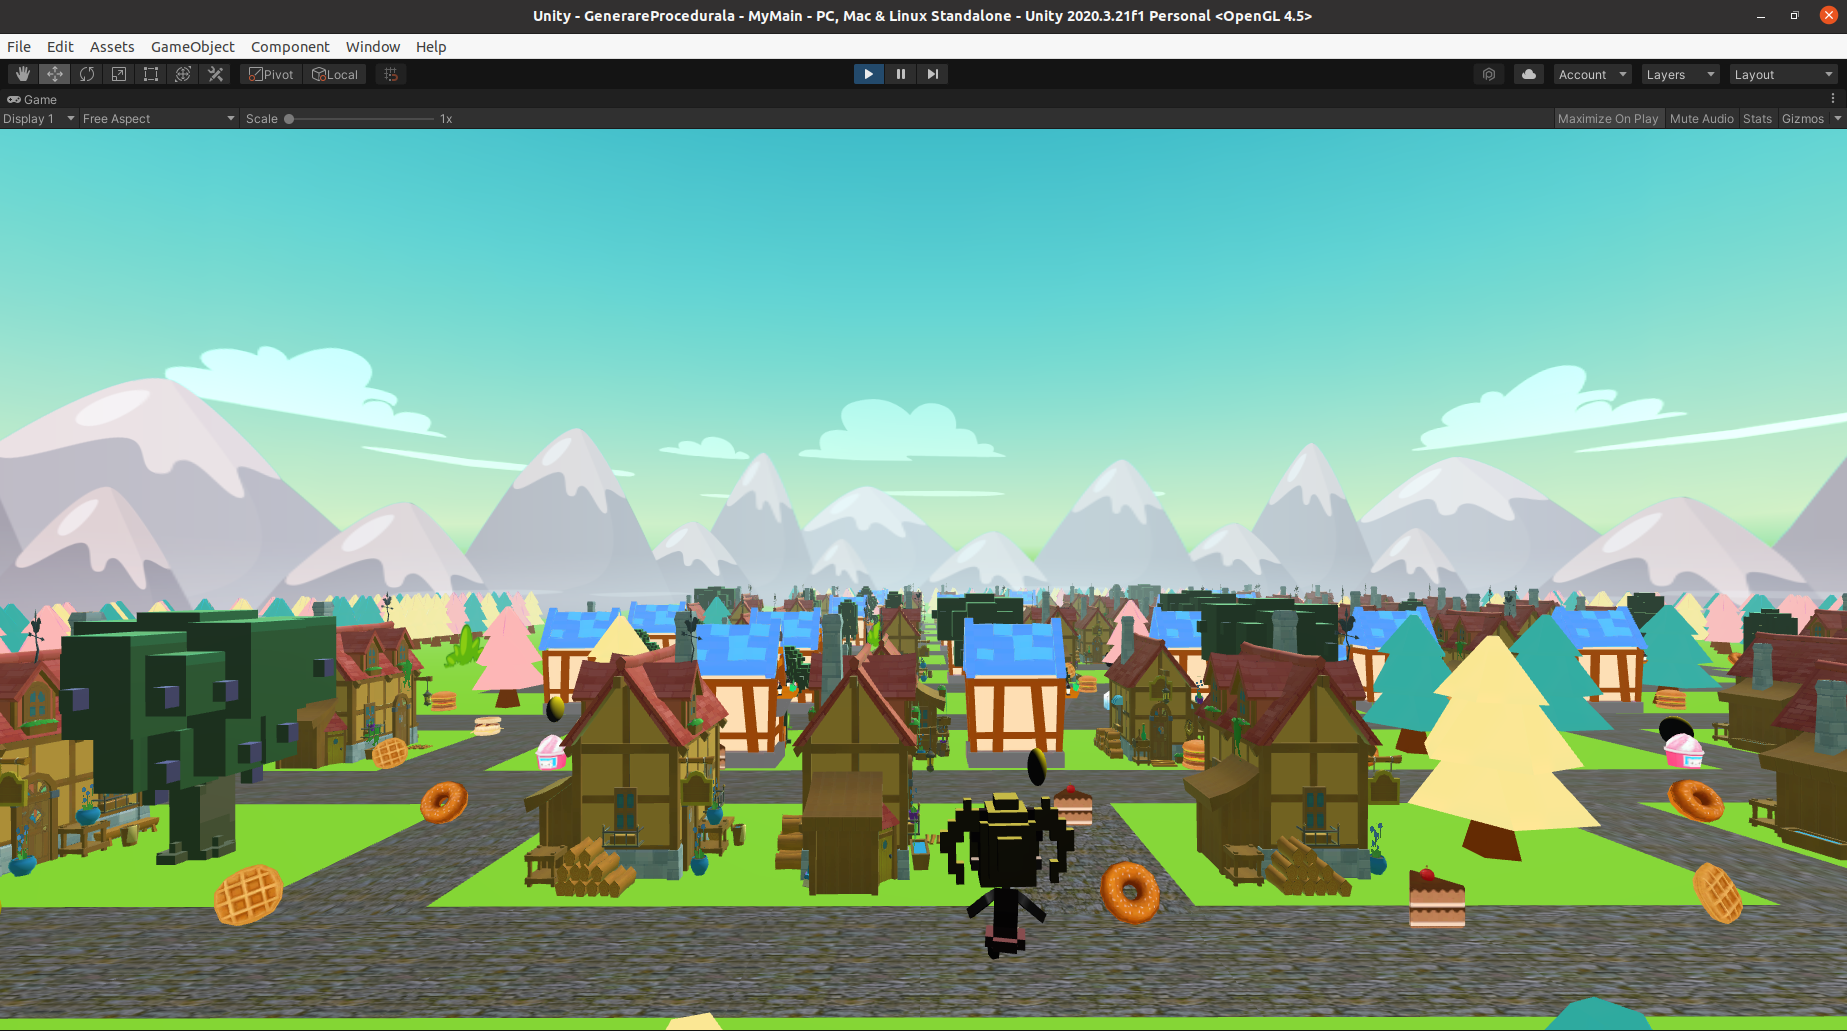 Unity - GenerareProcedurala - MyMain - PC, Mac & Linux Standalone - Unity 2020.3.21f1 Personal <OpenGL 4.5>
File Edit Assets GameObject Component Window Help
Pivot Local Account Layers Layout
Game
Display 1 Free Aspect Scale 1x Maximize On Play Mute Audio Stats Gizmos